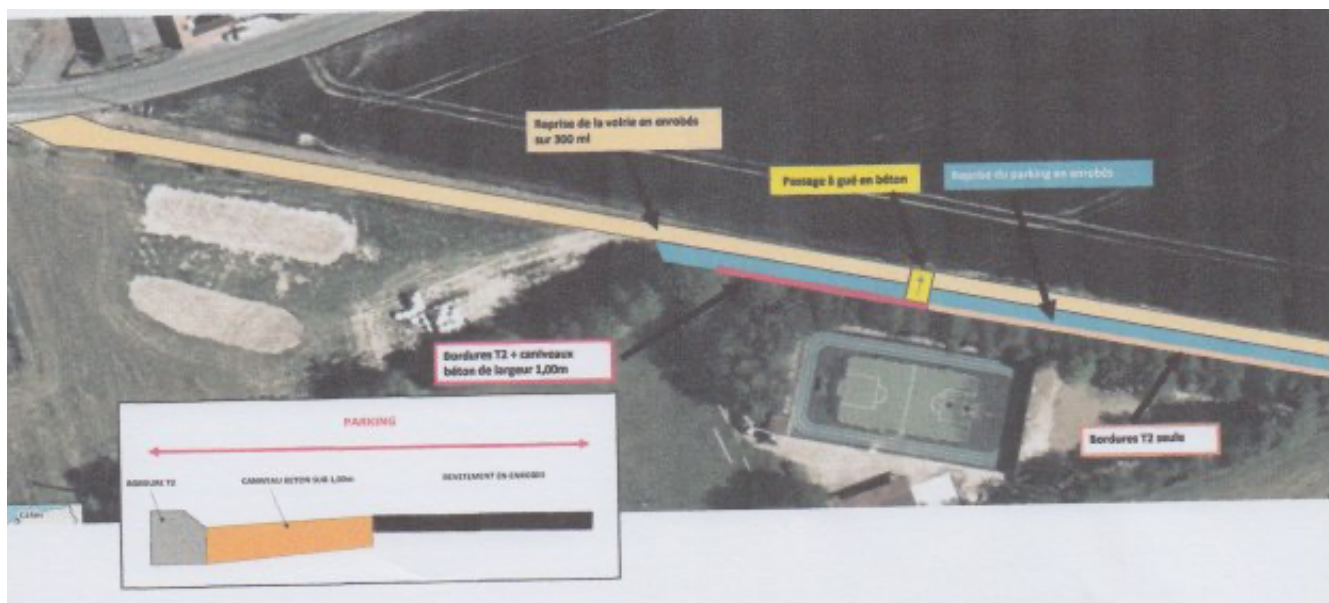 Reprise de la voirie en enrobés
sur 300 ml
Passage à gué en béton
Reprise du parking en enrobés
Bordures T2 + caniveaux
béton de largeur 1,00m
Bordures T2 seule
PARKING
BORDURE T2
CANIVEAU BETON SUR 1,00m
REVETEMENT EN ENROBES